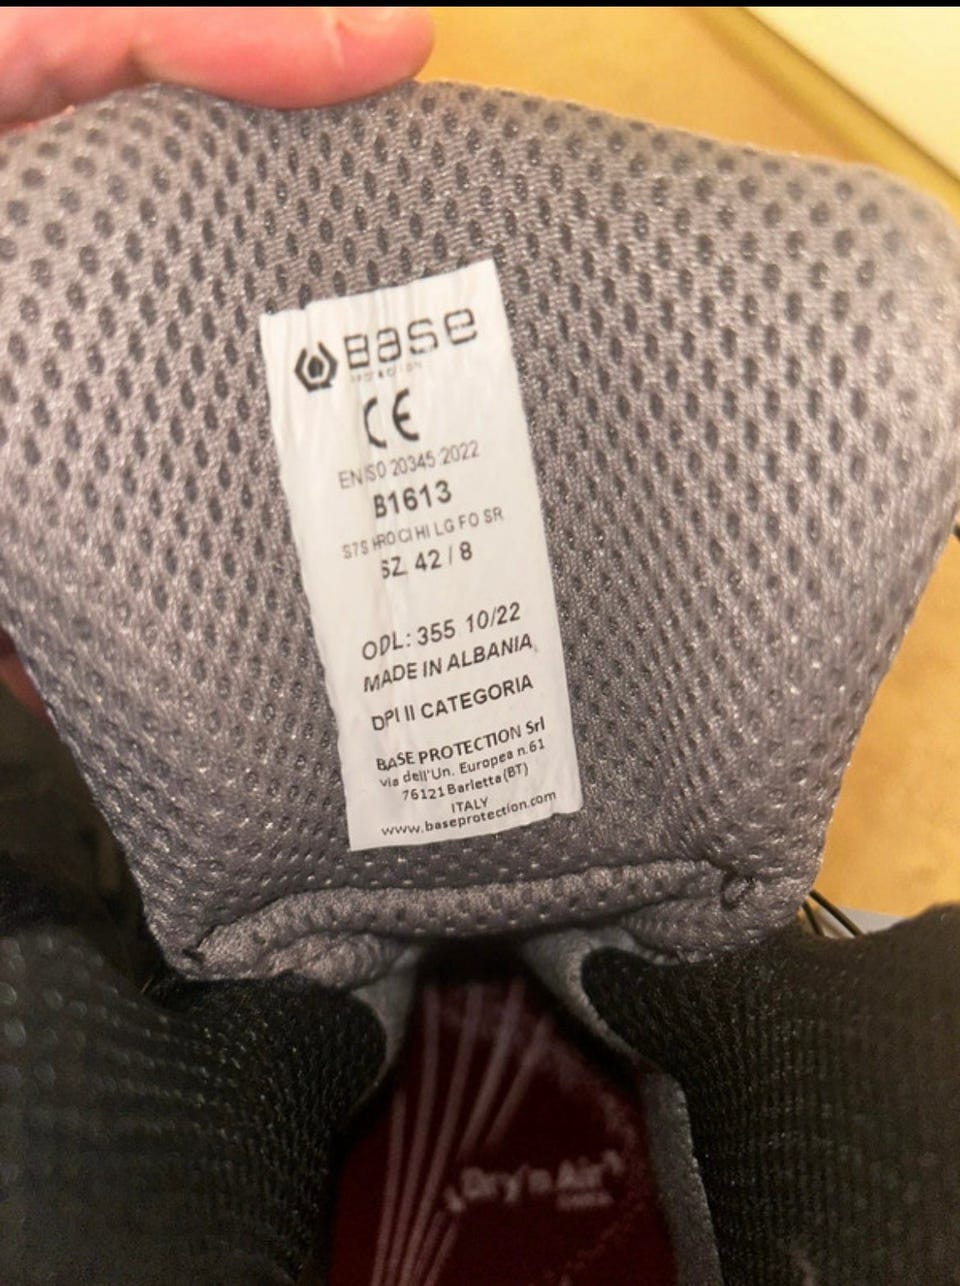 Base
PROTECTION
CE
EN ISO 20345:2022
B1613
S7S HRO CI HI LG FO SR
SZ. 42 / 8
ODL: 355 10/22
MADE IN ALBANIA
DPI II CATEGORIA
BASE PROTECTION Srl
via dell'Un. Europea n.61
76121 Barletta (BT)
ITALY
www.baseprotection.com
Dry'n Air